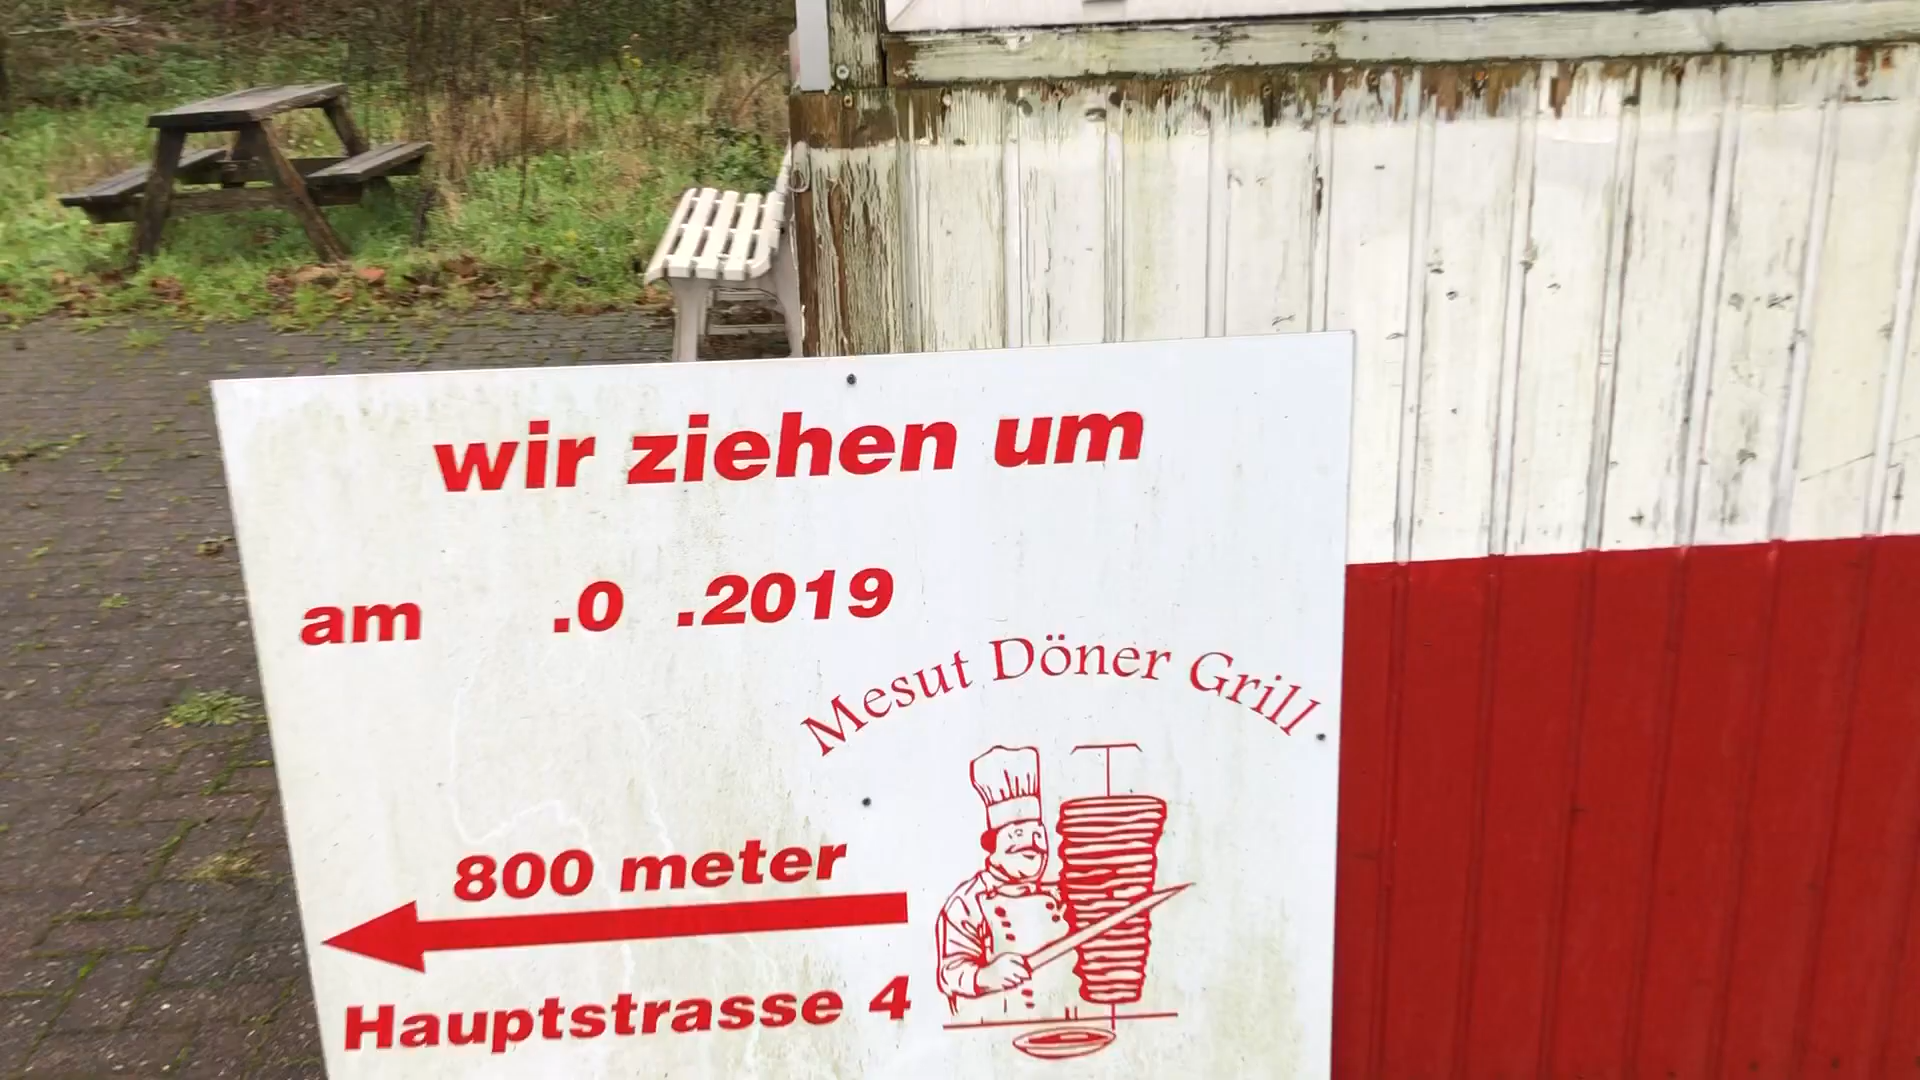 wir ziehen um
am .0 .2019
Mesut Döner Grill
800 meter
Hauptstrasse 4